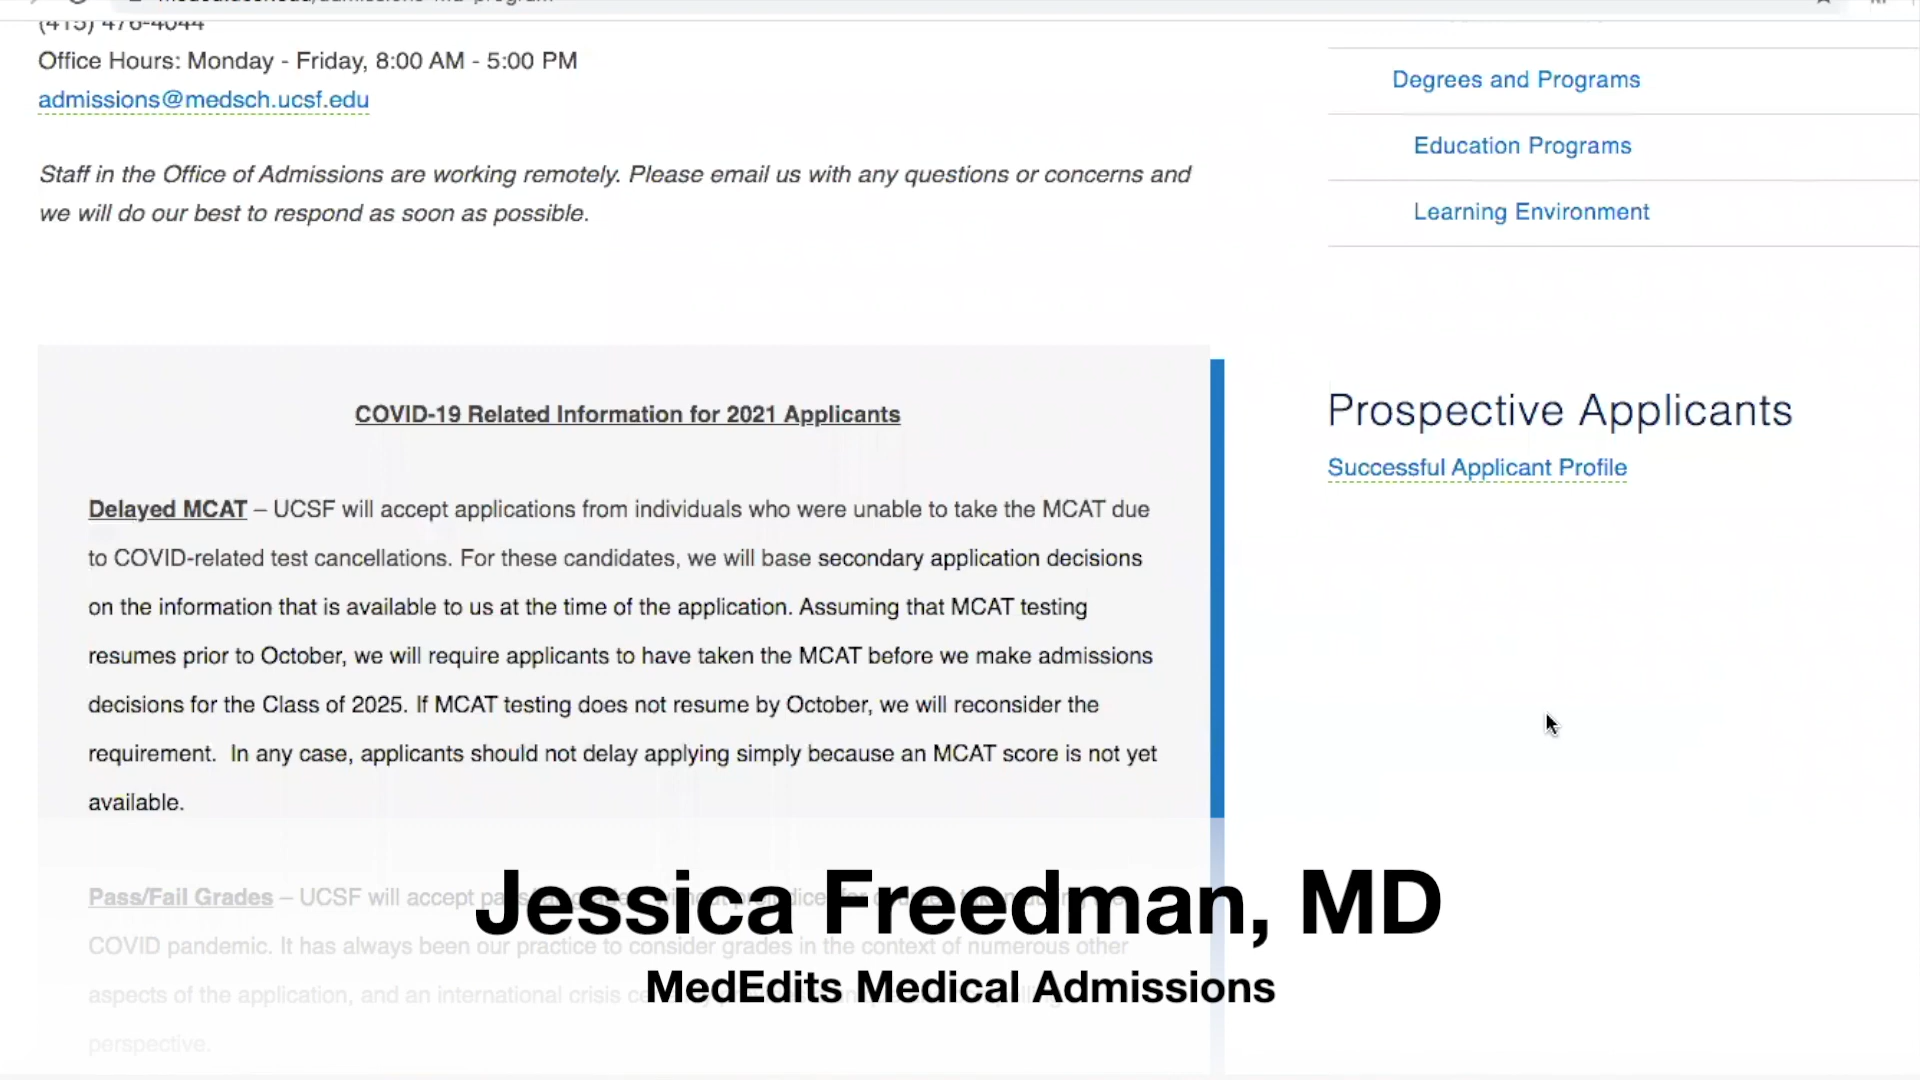 (415) 476-4044
Office Hours: Monday - Friday, 8:00 AM - 5:00 PM
admissions@medsch.ucsf.edu
Staff in the Office of Admissions are working remotely. Please email us with any questions or concerns and
we will do our best to respond as soon as possible.
Degrees and Programs
Education Programs
Learning Environment
COVID-19 Related Information for 2021 Applicants
Delayed MCAT – UCSF will accept applications from individuals who were unable to take the MCAT due
to COVID-related test cancellations. For these candidates, we will base secondary application decisions
on the information that is available to us at the time of the application. Assuming that MCAT testing
resumes prior to October, we will require applicants to have taken the MCAT before we make admissions
decisions for the Class of 2025. If MCAT testing does not resume by October, we will reconsider the
requirement.  In any case, applicants should not delay applying simply because an MCAT score is not yet
available.
Prospective Applicants
Successful Applicant Profile
Pass/Fail Grades – UCSF will accept
COVID pandemic. It has always been our practice to consider grades in the context of numerous other
aspects of the application, and an international crisis
perspective.
Jessica Freedman, MD
MedEdits Medical Admissions